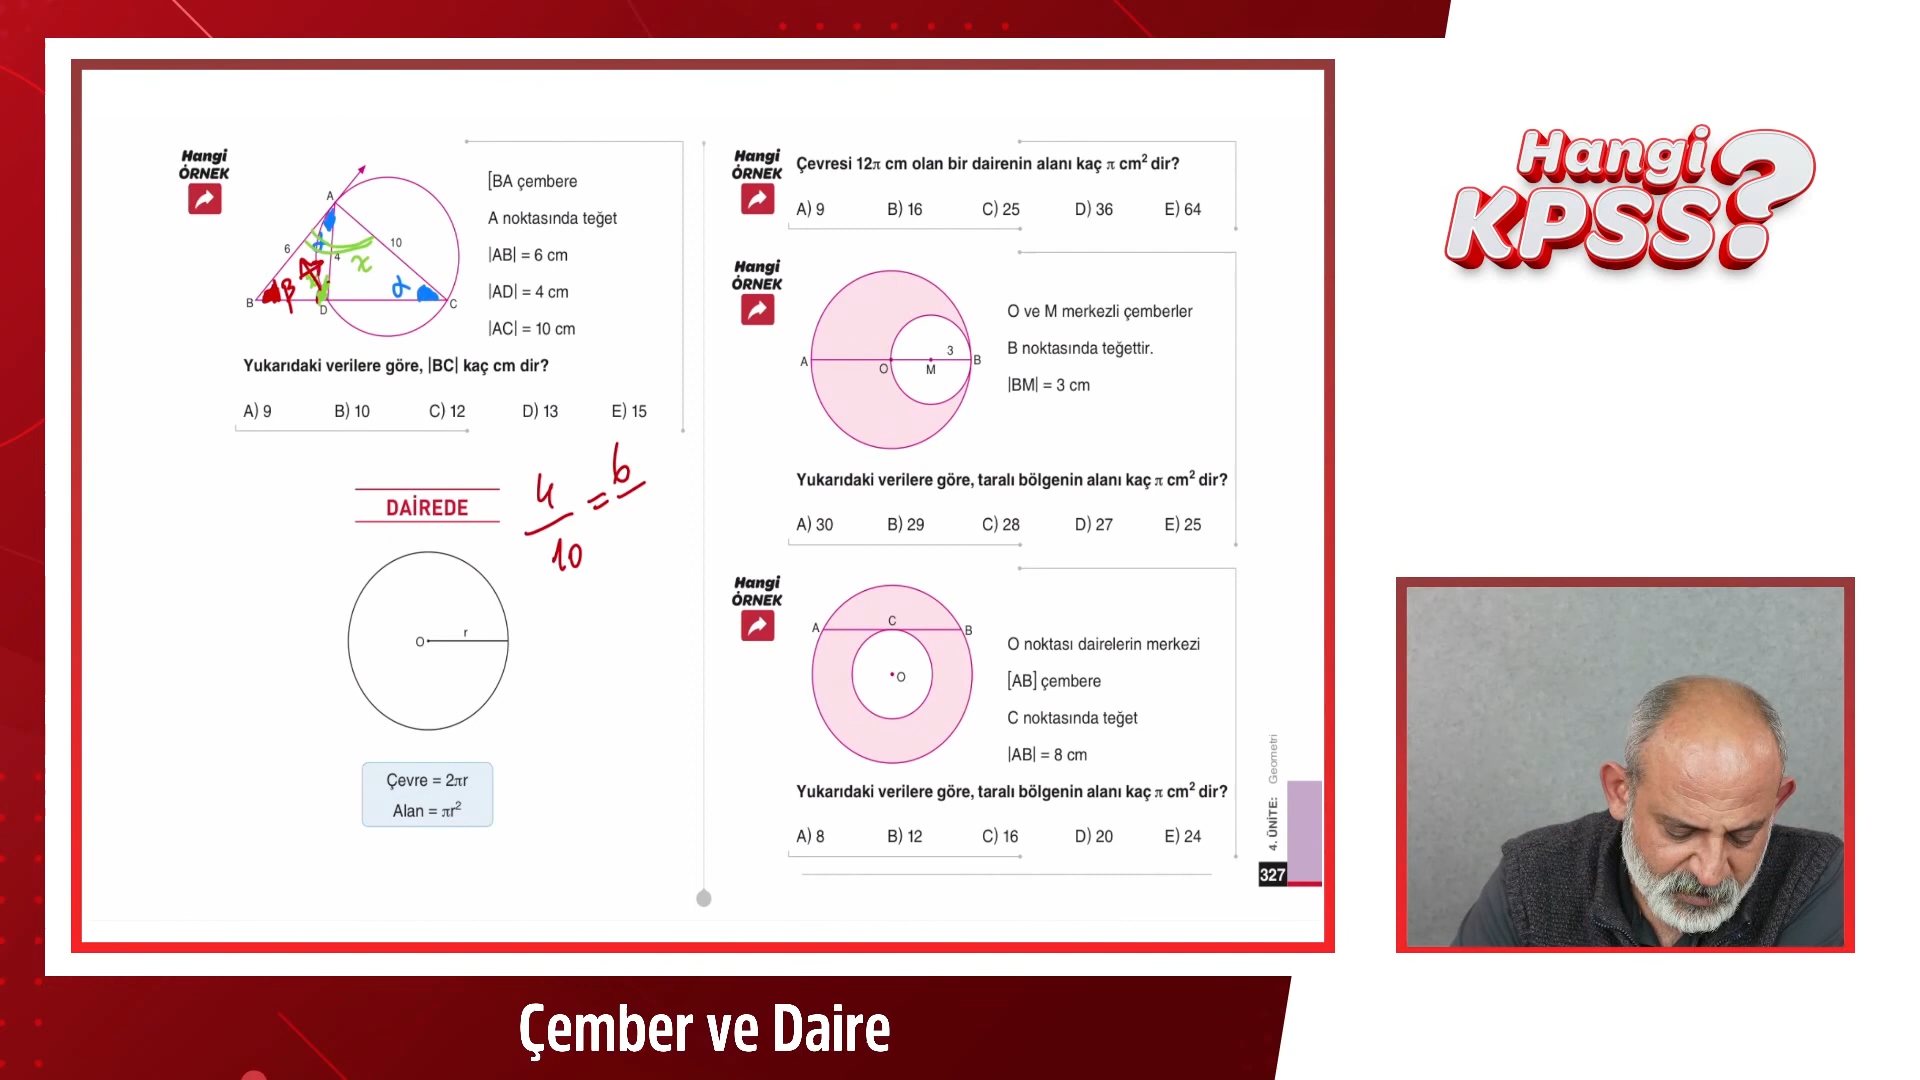 Hangi
ÖRNEK
[BA çembere
A noktasında teğet
|AB| = 6 cm
|AD| = 4 cm
|AC| = 10 cm
A
6
10
4
x
α
α
β
B
D
C
Yukarıdaki verilere göre, |BC| kaç cm dir?
A) 9 B) 10 C) 12 D) 13 E) 15
DAİREDE
4/10 = 6
O r
Çevre = 2πr
Alan = πr²
Hangi
ÖRNEK
Çevresi 12π cm olan bir dairenin alanı kaç π cm² dir?
A) 9 B) 16 C) 25 D) 36 E) 64
Hangi
ÖRNEK
A O M 3 B
O ve M merkezli çemberler
B noktasında teğettir.
|BM| = 3 cm
Yukarıdaki verilere göre, taralı bölgenin alanı kaç π cm² dir?
A) 30 B) 29 C) 28 D) 27 E) 25
Hangi
ÖRNEK
A C B
O
O noktası dairelerin merkezi
[AB] çembere
C noktasında teğet
|AB| = 8 cm
Yukarıdaki verilere göre, taralı bölgenin alanı kaç π cm² dir?
A) 8 B) 12 C) 16 D) 20 E) 24
4. ÜNİTE: Geometri
327
Hangi
KPSS?
Çember ve Daire